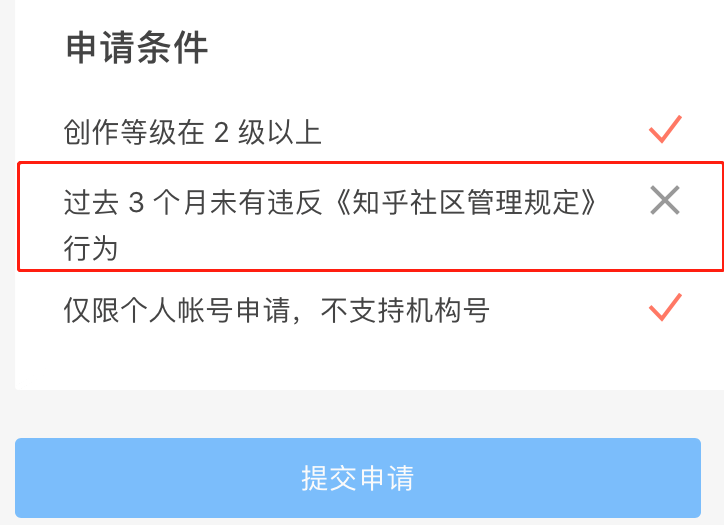 申请条件
创作等级在 2 级以上
过去 3 个月未有违反《知乎社区管理规定》
行为
仅限个人帐号申请，不支持机构号
提交申请